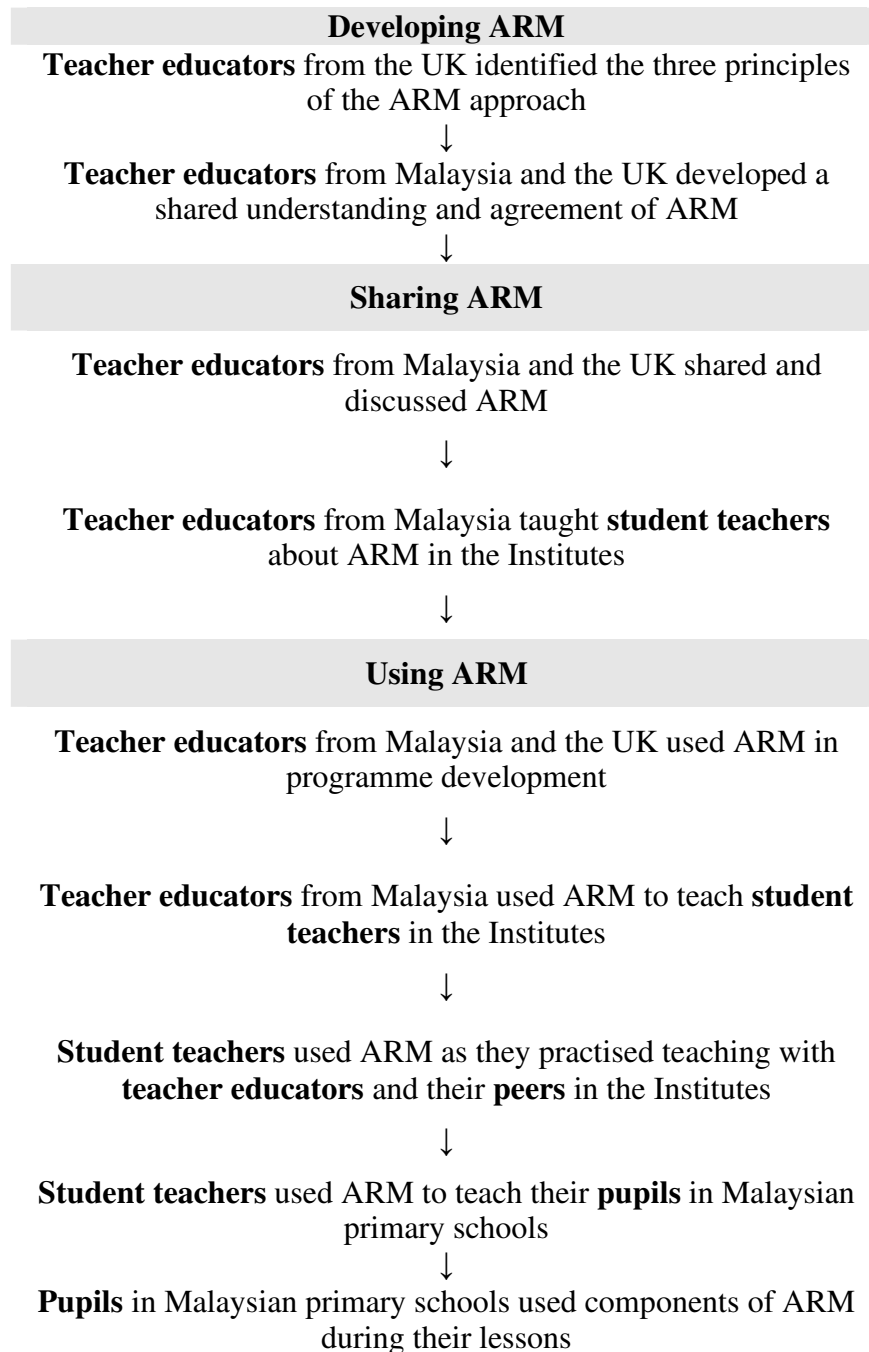 Developing ARM
Teacher educators from the UK identified the three principles
of the ARM approach
↓
Teacher educators from Malaysia and the UK developed a
shared understanding and agreement of ARM
↓
Sharing ARM
Teacher educators from Malaysia and the UK shared and
discussed ARM
↓
Teacher educators from Malaysia taught student teachers
about ARM in the Institutes
↓
Using ARM
Teacher educators from Malaysia and the UK used ARM in
programme development
↓
Teacher educators from Malaysia used ARM to teach student
teachers in the Institutes
↓
Student teachers used ARM as they practised teaching with
teacher educators and their peers in the Institutes
↓
Student teachers used ARM to teach their pupils in Malaysian
primary schools
↓
Pupils in Malaysian primary schools used components of ARM
during their lessons